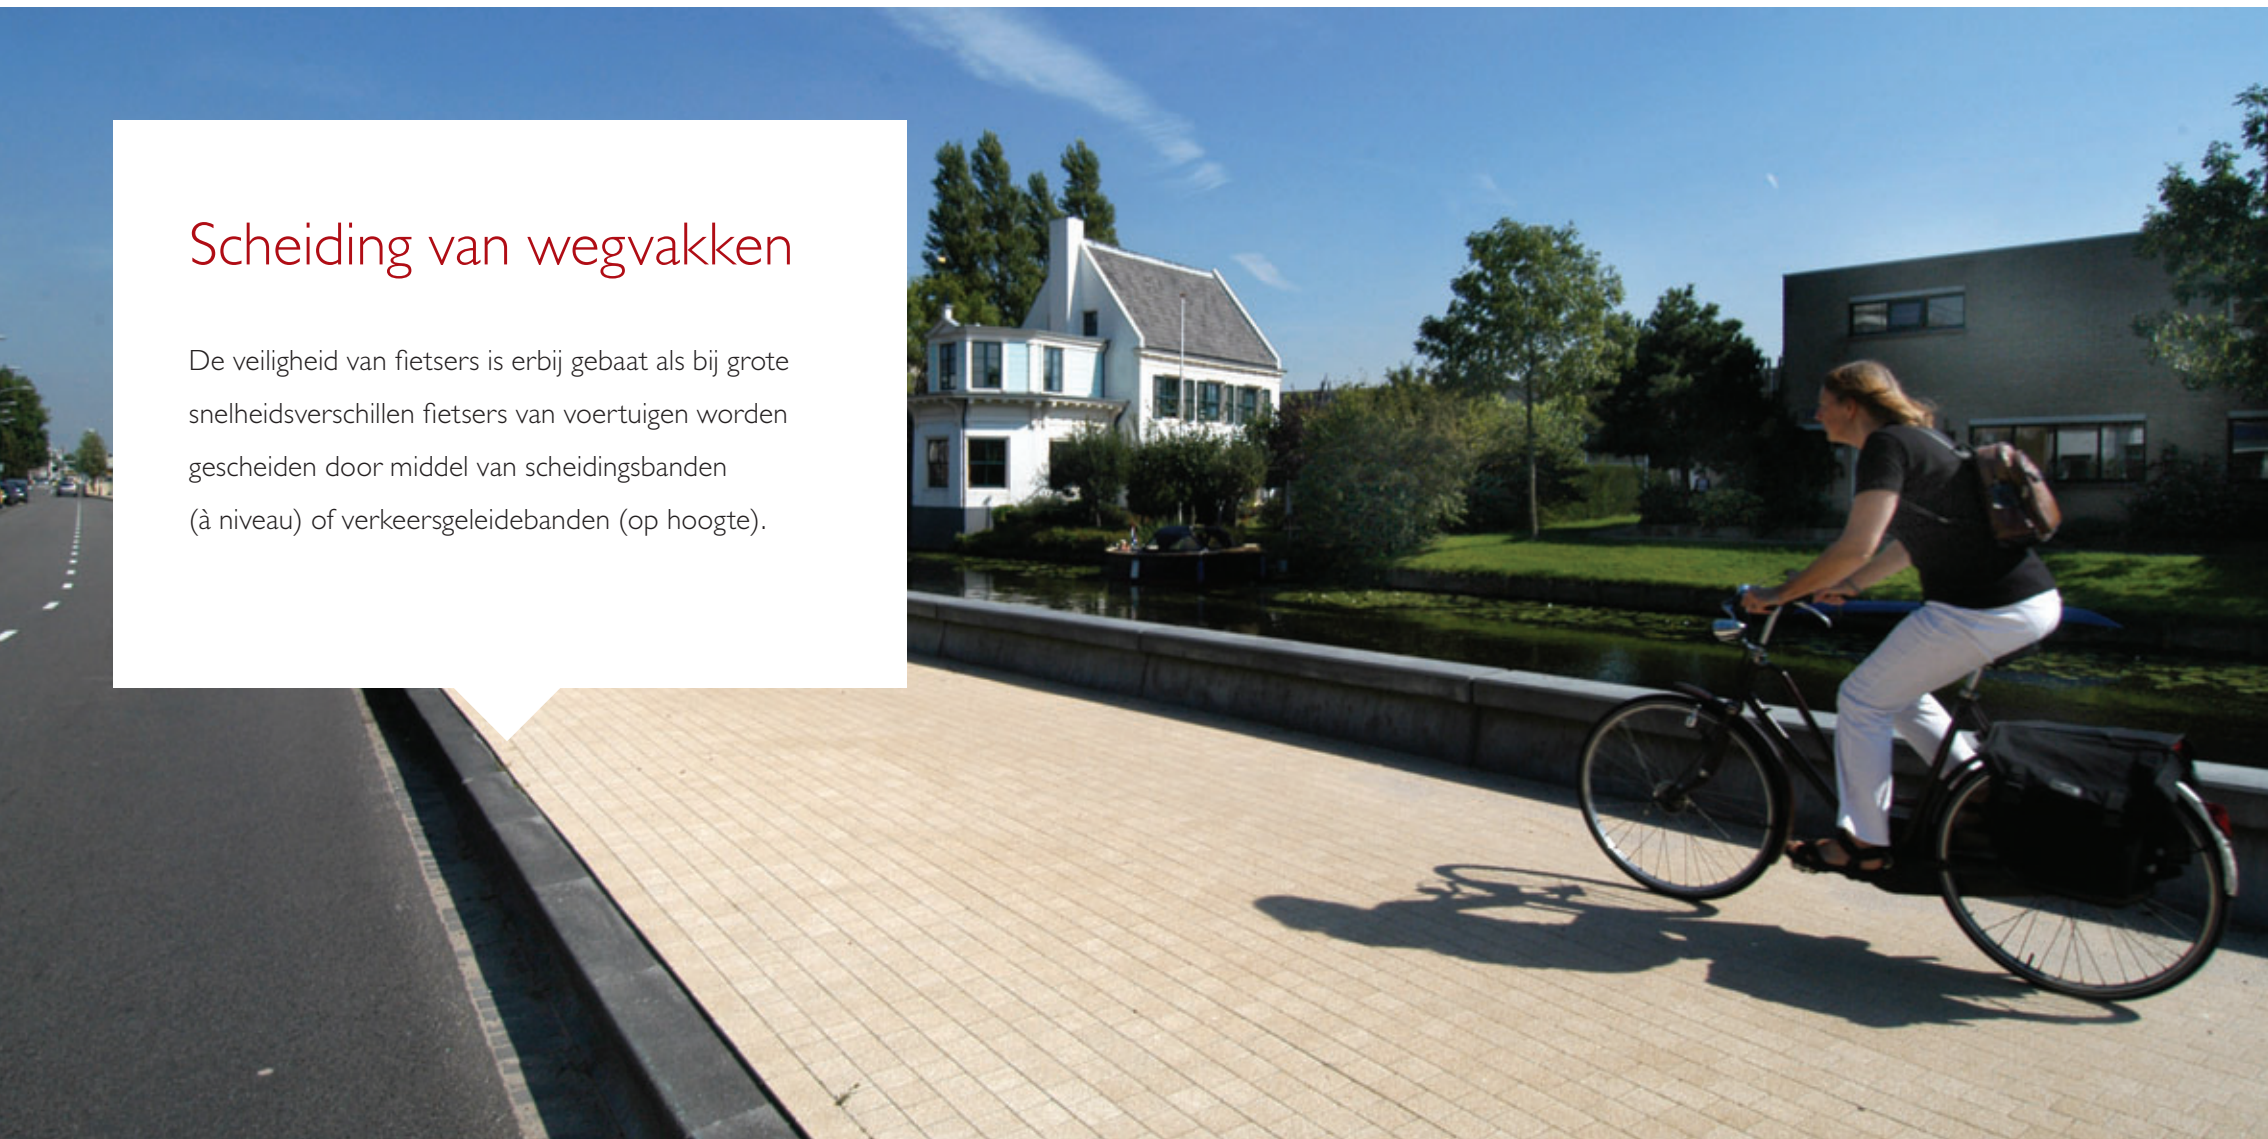 Scheiding van wegvakken
De veiligheid van fietsers is erbij gebaat als bij grote
snelheidsverschillen fietsers van voertuigen worden
gescheiden door middel van scheidingsbanden
(à niveau) of verkeersgeleidebanden (op hoogte).